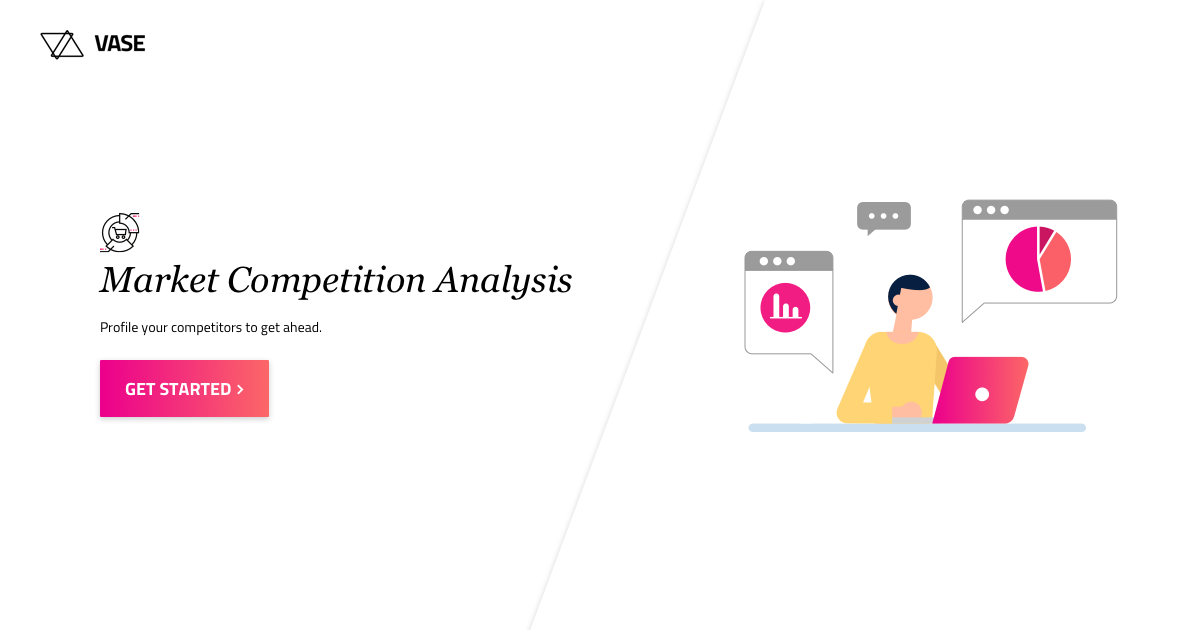 VASE
Market Competition Analysis
Profile your competitors to get ahead.
GET STARTED >